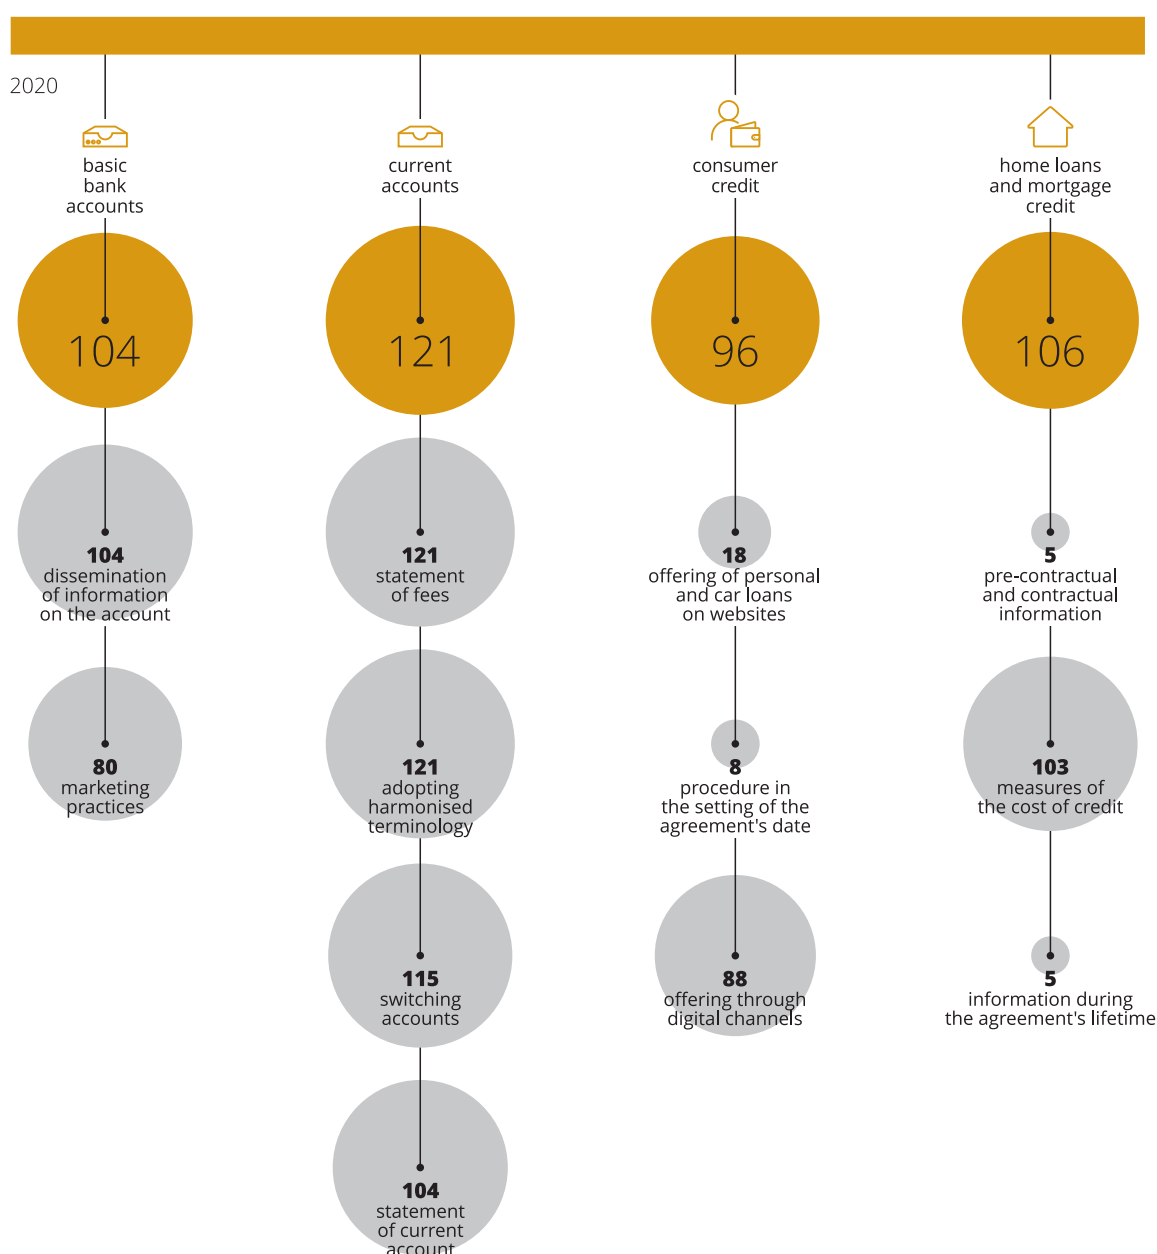 2020
basic
bank
accounts
104
104
dissemination
of information
on the account
80
marketing
practices
current
accounts
121
121
statement
of fees
121
adopting
harmonised
terminology
115
switching
accounts
104
statement
of current
account
consumer
credit
96
18
offering of personal
and car loans
on websites
8
procedure in
the setting of the
agreement's date
88
offering through
digital channels
home loans
and mortgage
credit
106
5
pre-contractual
and contractual
information
103
measures of
the cost of credit
5
information during
the agreement's lifetime